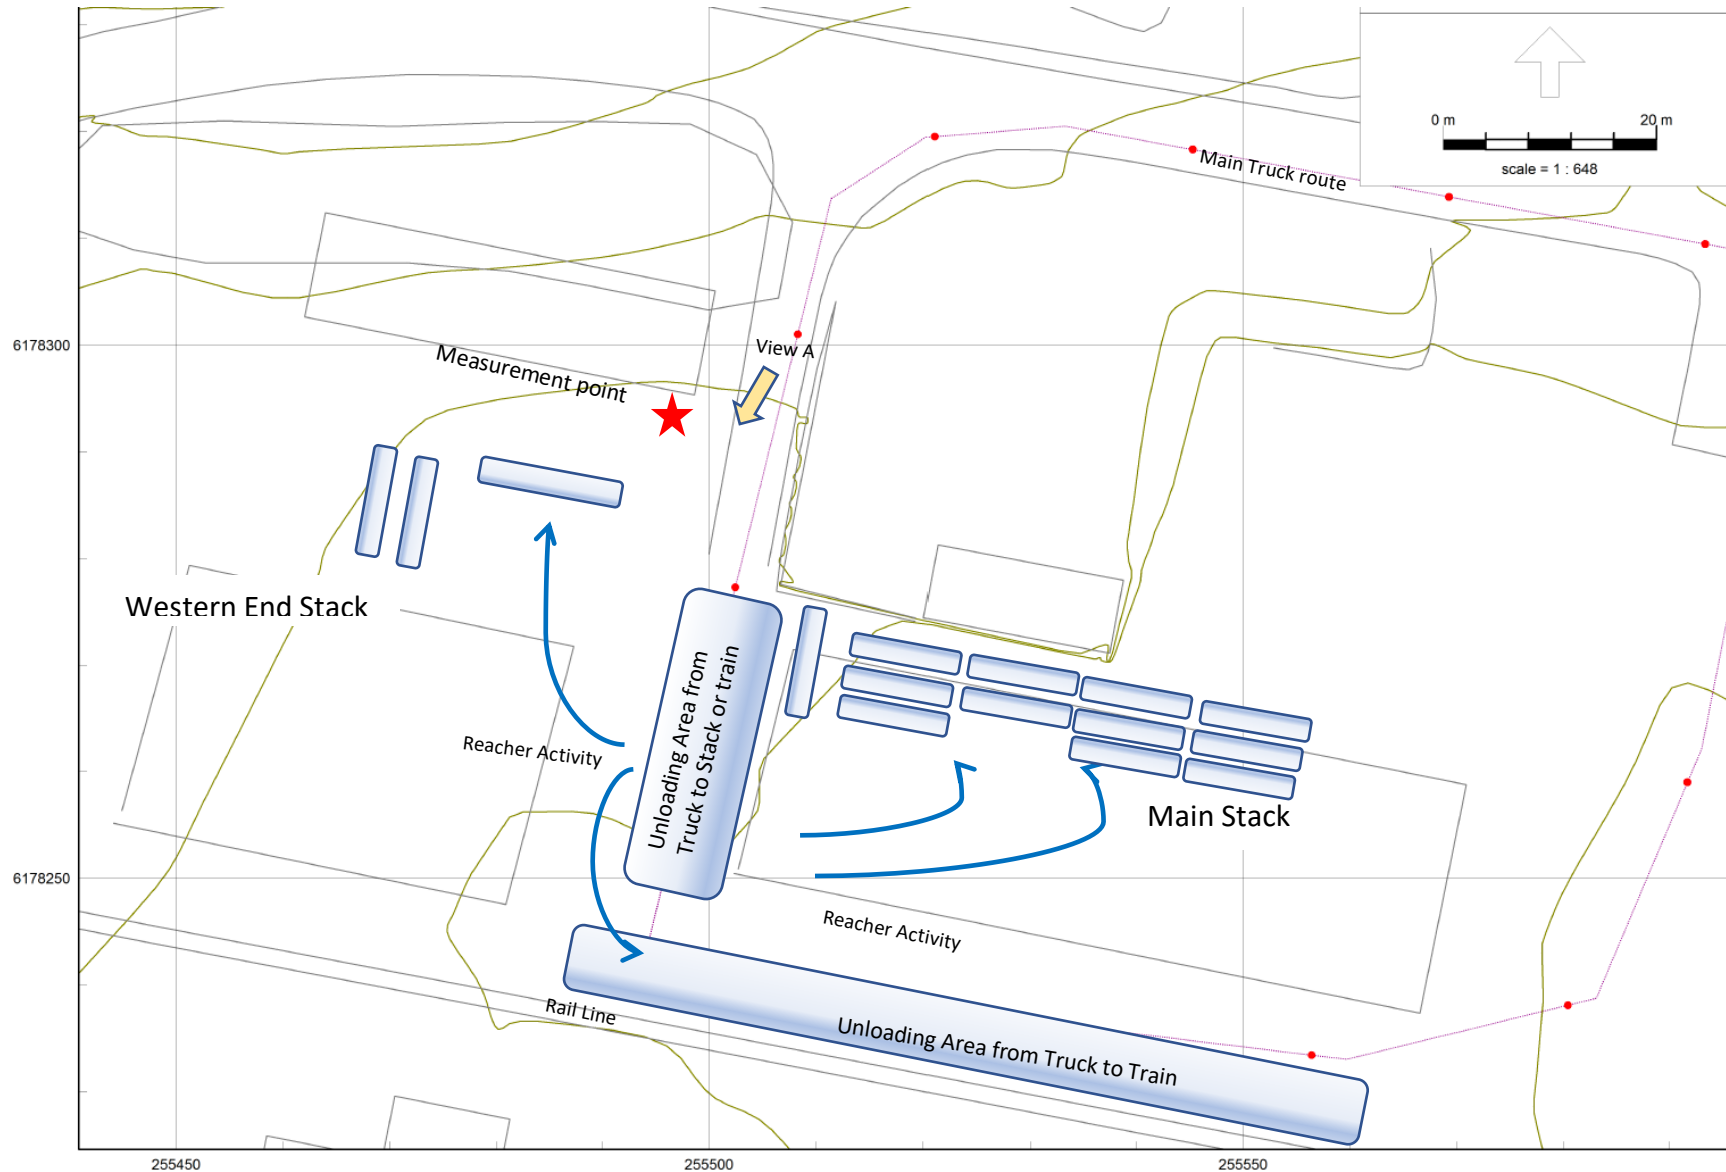 0 m 20 m
scale = 1 : 648
Main Truck route
6178300
View A
Measurement point
Western End Stack
Unloading Area from
Truck to Stack or train
Reacher Activity
Main Stack
6178250
Reacher Activity
Rail Line
Unloading Area from Truck to Train
255450 255500 255550